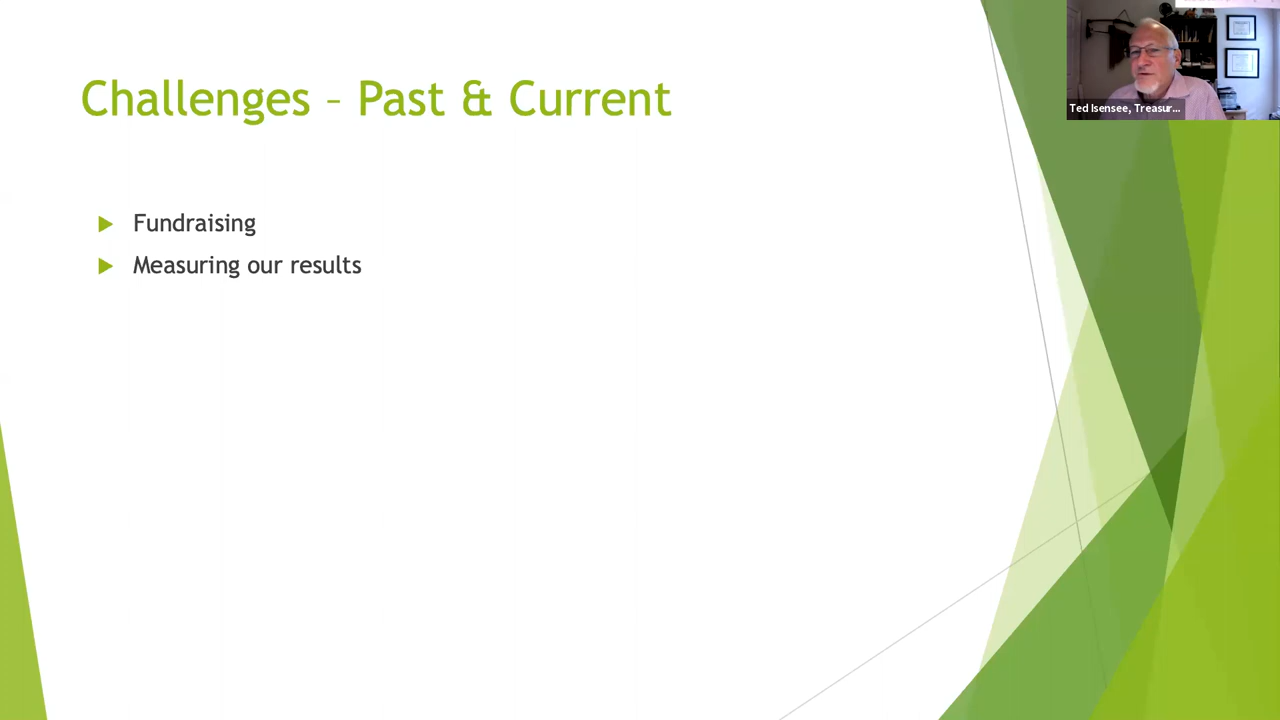 Challenges – Past & Current
Ted Isensee, Treasur...
Fundraising
Measuring our results